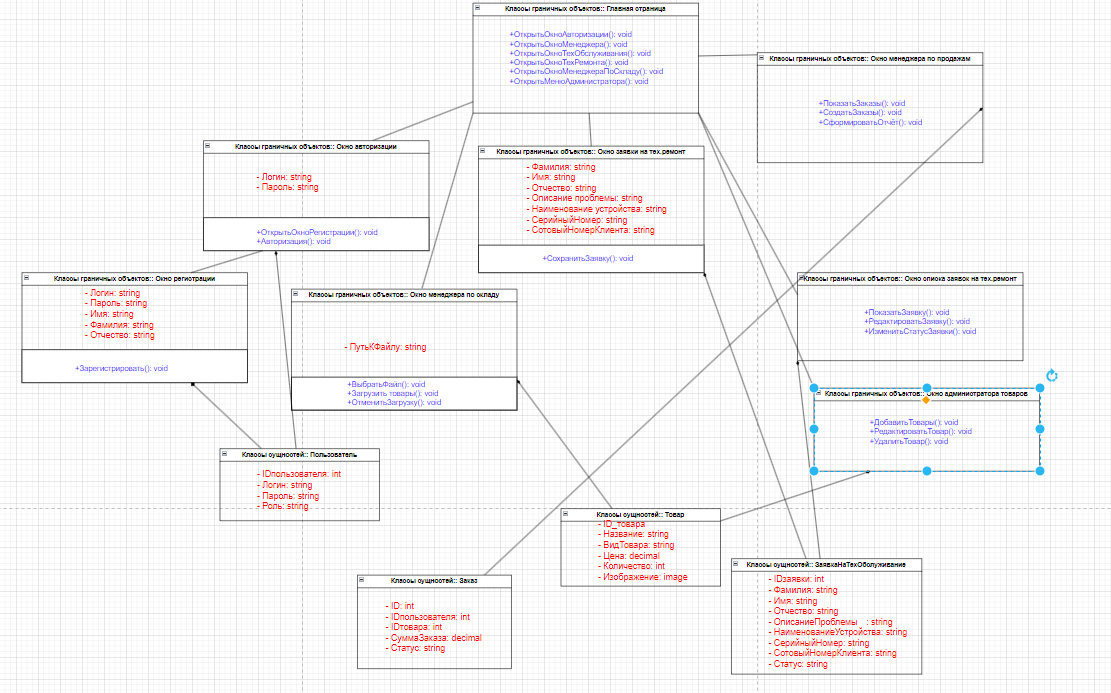 Классы граничных объектов:: Главная страница
+ОткрытьОкноАвторизации(): void
+ОткрытьОкноМенеджера(): void
+ОткрытьОкноТехОбслуживания(): void
+ОткрытьОкноТехРемонта(): void
+ОткрытьОкноМенеджераПоСкладу(): void
+ОткрытьМенюАдминистратора(): void
Классы граничных объектов:: Окно менеджера по продажам
+ПоказатьЗаказы(): void
+СоздатьЗаказы(): void
+СформироватьОтчёт(): void
Классы граничных объектов:: Окно авторизации
- Логин: string
- Пароль: string
+ОткрытьОкноРегистрации(): void
+Авторизация(): void
Классы граничных объектов:: Окно заявки на тех.ремонт
- Фамилия: string
- Имя: string
- Отчество: string
- Описание проблемы: string
- Наименование устройства: string
- СерийныйНомер: string
- СотовыйНомерКлиента: string
+СохранитьЗаявку(): void
Классы граничных объектов:: Окно регистрации
- Логин: string
- Пароль: string
- Имя: string
- Фамилия: string
- Отчество: string
+Зарегистрировать(): void
Классы граничных объектов:: Окно менеджера по складу
- ПутьКФайлу: string
+ВыбратьФайл(): void
+Загрузить товары(): void
+ОтменитьЗагрузку(): void
Классы граничных объектов:: Окно списка заявок на тех.ремонт
+ПоказатьЗаявку(): void
+РедактироватьЗаявку(): void
+ИзменитьСтатусЗаявки(): void
Классы граничных объектов:: Окно администратора товаров
+ДобавитьТовары(): void
+РедактироватьТовар(): void
+УдалитьТовар(): void
Классы сущностей:: Пользователь
- IDпользователя: int
- Логин: string
- Пароль: string
- Роль: string
Классы сущностей:: Товар
- ID_товара
- Название: string
- ВидТовара: string
- Цена: decimal
- Количество: int
- Изображение: image
Классы сущностей:: Заказ
- ID: int
- IDпользователя: int
- IDтовара: int
- СуммаЗаказа: decimal
- Статус: string
Классы сущностей:: ЗаявкаНаТехОбслуживание
- IDзаявки: int
- Фамилия: string
- Имя: string
- Отчество: string
- ОписаниеПроблемы : string
- НаименованиеУстройства: string
- СерийныйНомер: string
- СотовыйНомерКлиента: string
- Статус: string